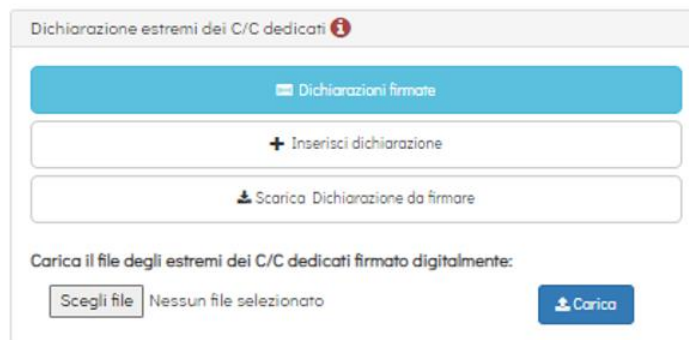 Dichiarazione estremi dei C/C dedicati
Dichiarazioni firmate
Inserisci dichiarazione
Scarica Dichiarazione da firmare
Carica il file degli estremi dei C/C dedicati firmato digitalmente:
Scegli file Nessun file selezionato Carica